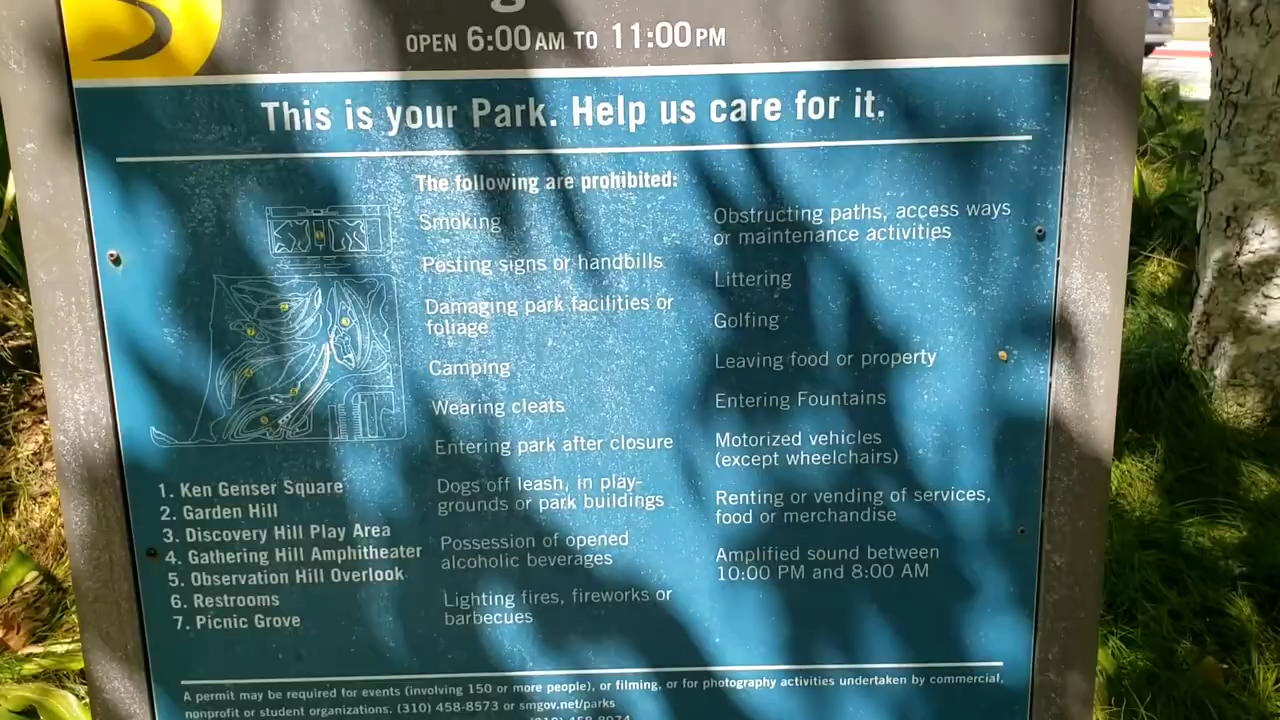 OPEN 6:00AM TO 11:00PM
This is your Park. Help us care for it.
The following are prohibited:
Smoking
Posting signs or handbills
Damaging park facilities or
foliage
Camping
Wearing cleats
Entering park after closure
Dogs off leash, in play-
grounds or park buildings
Possession of opened
alcoholic beverages
Lighting fires, fireworks or
barbecues
Obstructing paths, access ways
or maintenance activities
Littering
Golfing
Leaving food or property
Entering Fountains
Motorized vehicles
(except wheelchairs)
Renting or vending of services,
food or merchandise
Amplified sound between
10:00 PM and 8:00 AM
1. Ken Genser Square
2. Garden Hill
3. Discovery Hill Play Area
4. Gathering Hill Amphitheater
5. Observation Hill Overlook
6. Restrooms
7. Picnic Grove
A permit may be required for events (involving 150 or more people), or filming, or for photography activities undertaken by commercial,
nonprofit or student organizations. (310) 458-8573 or smgov.net/parks